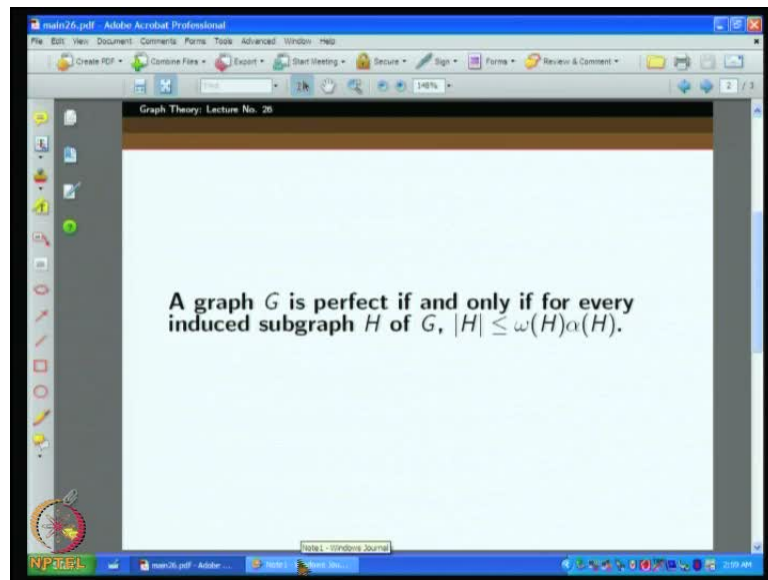 main26.pdf - Adobe Acrobat Professional
File Edit View Document Comments Forms Tools Advanced Window Help
Create PDF Combine Files Export Start Meeting Secure Sign Forms Review & Comment
148% 2 / 3
Graph Theory: Lecture No. 26
A graph G is perfect if and only if for every
induced subgraph H of G, |H| ≤ ω(H)α(H).
Note1 - Windows Journal
NPTEL main26.pdf - Adobe ... 2:59 AM